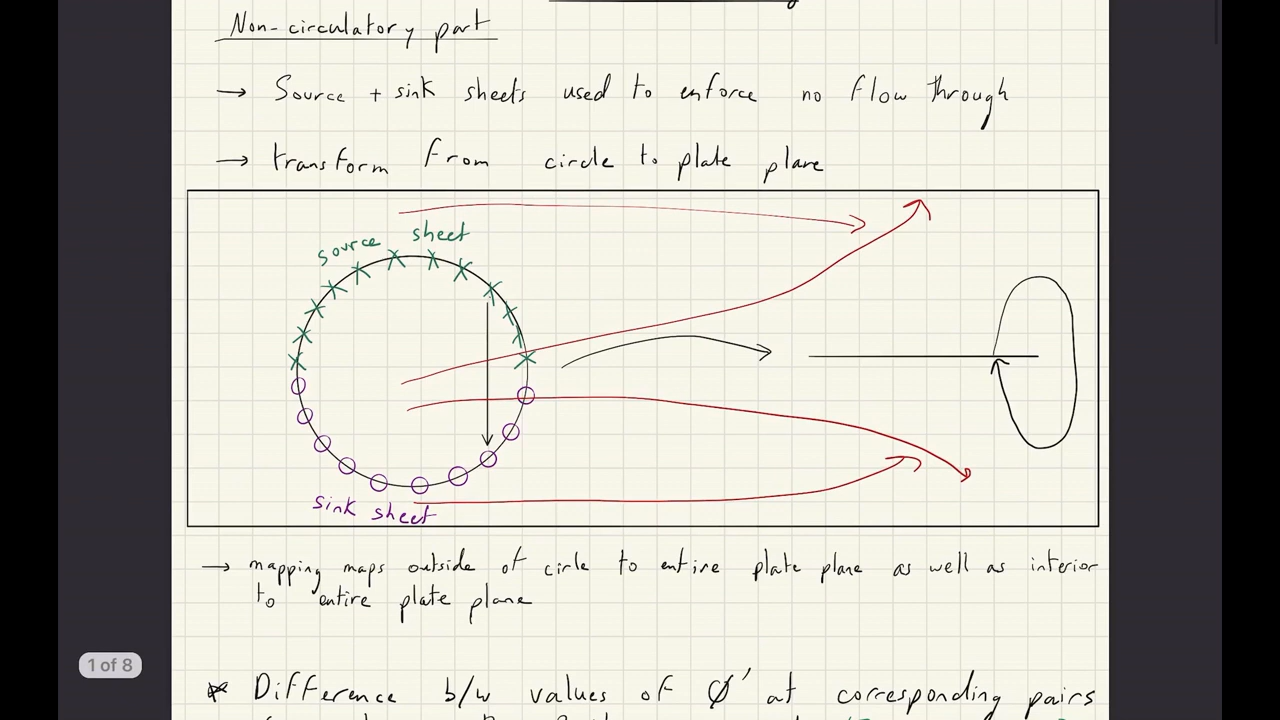 Non-circulatory part
→ Source + sink sheets used to enforce no flow through
→ transform from circle to plate plane
source sheet
sink sheet
→ mapping maps outside of cirle to entire plate plane as well as interior
to entire plate plane
1 of 8
* Difference b/w values of Ø' at corresponding pairs